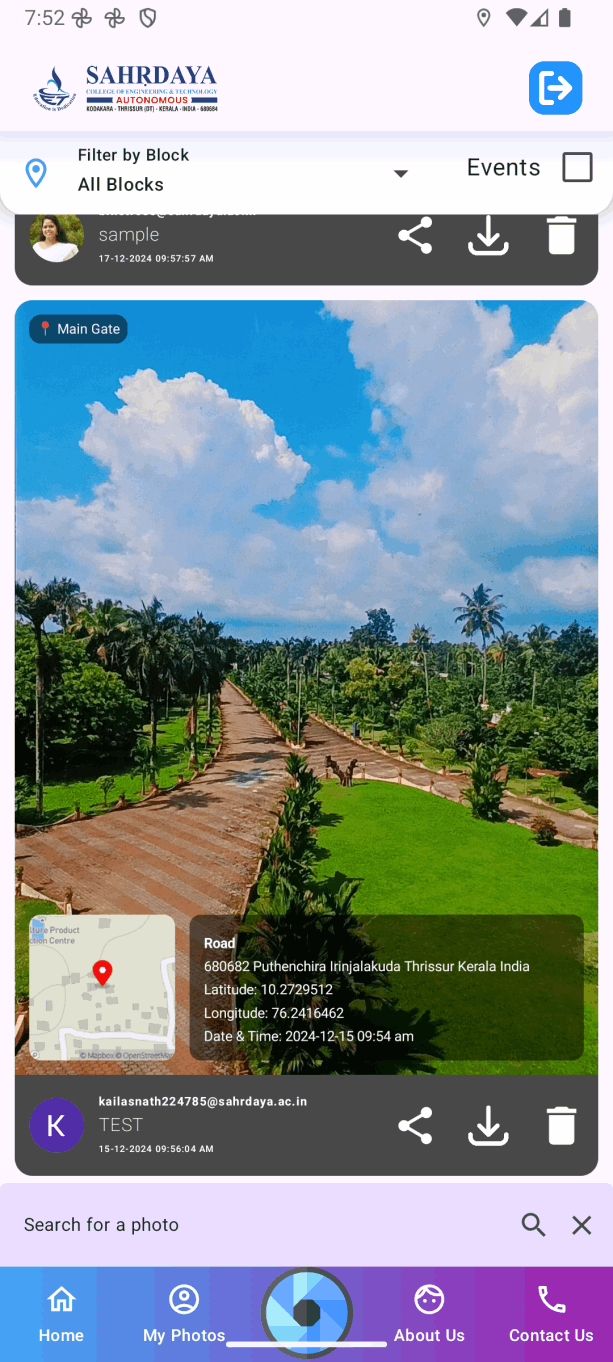 7:52
SAHRDAYA
COLLEGE OF ENGINEERING & TECHNOLOGY
AUTONOMOUS
KODAKARA - THRISSUR (DT) - KERALA - INDIA - 680684
Filter by Block
All Blocks
Events
sample
17-12-2024 09:57:57 AM
Main Gate
Product
Centre
© Mapbox © OpenStreetMap
Road
680682 Puthenchira Irinjalakuda Thrissur Kerala India
Latitude: 10.2729512
Longitude: 76.2416462
Date & Time: 2024-12-15 09:54 am
K
kailasnath224785@sahrdaya.ac.in
TEST
15-12-2024 09:56:04 AM
Search for a photo
Home
My Photos
About Us
Contact Us